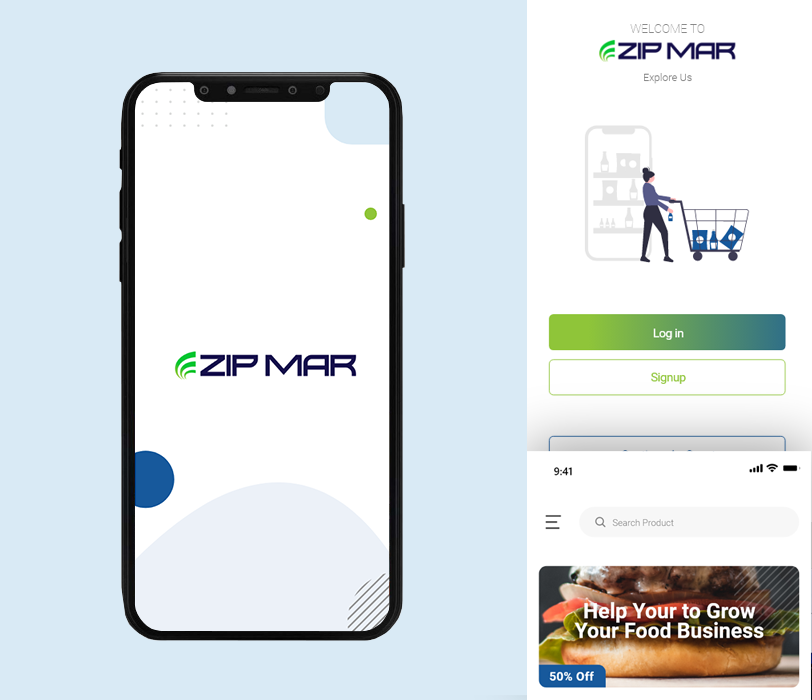 ZIP MAR
WELCOME TO
ZIP MAR
Explore Us
Log in
Signup
9:41
Search Product
Help Your to Grow
Your Food Business
50% Off